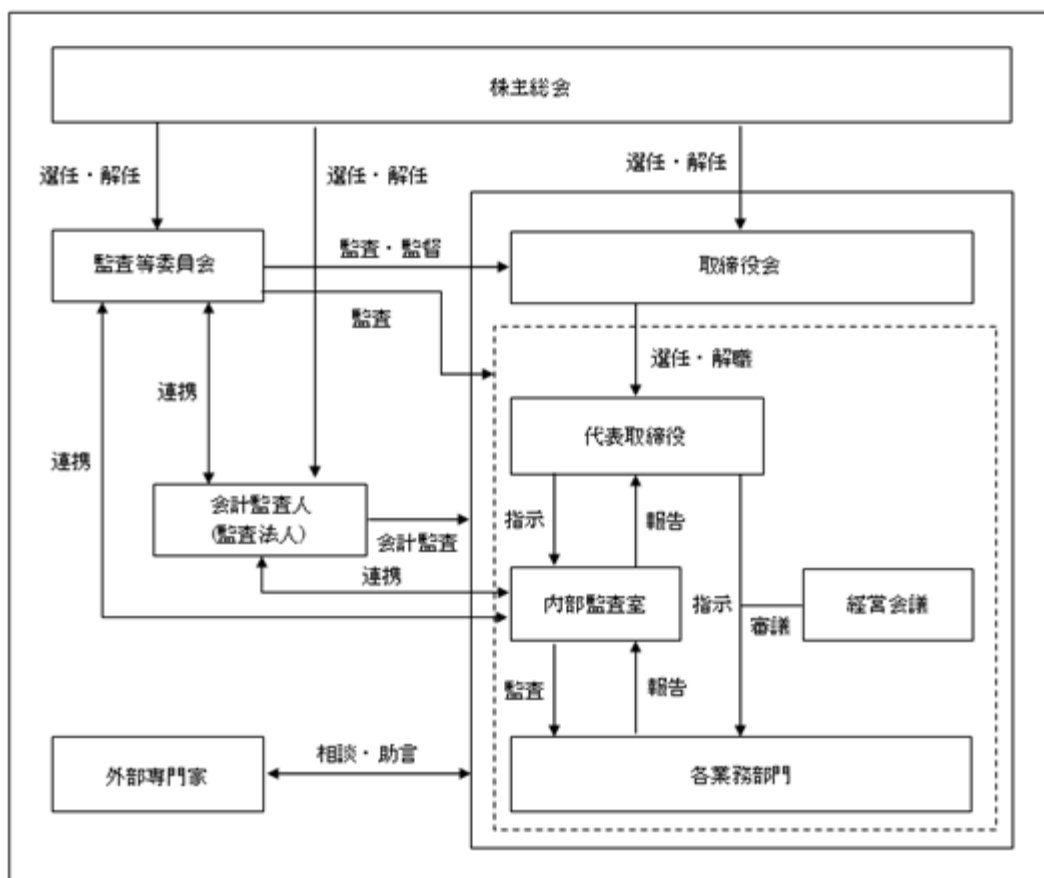 株主総会
選任・解任
選任・解任
選任・解任
監査等委員会
監査・監督
取締役会
監査
選任・解職
連携
代表取締役
連携
会計監査人
(監査法人)
会計監査
指示
報告
連携
内部監査室
指示
審議
経営会議
監査
報告
外部専門家
相談・助言
各業務部門